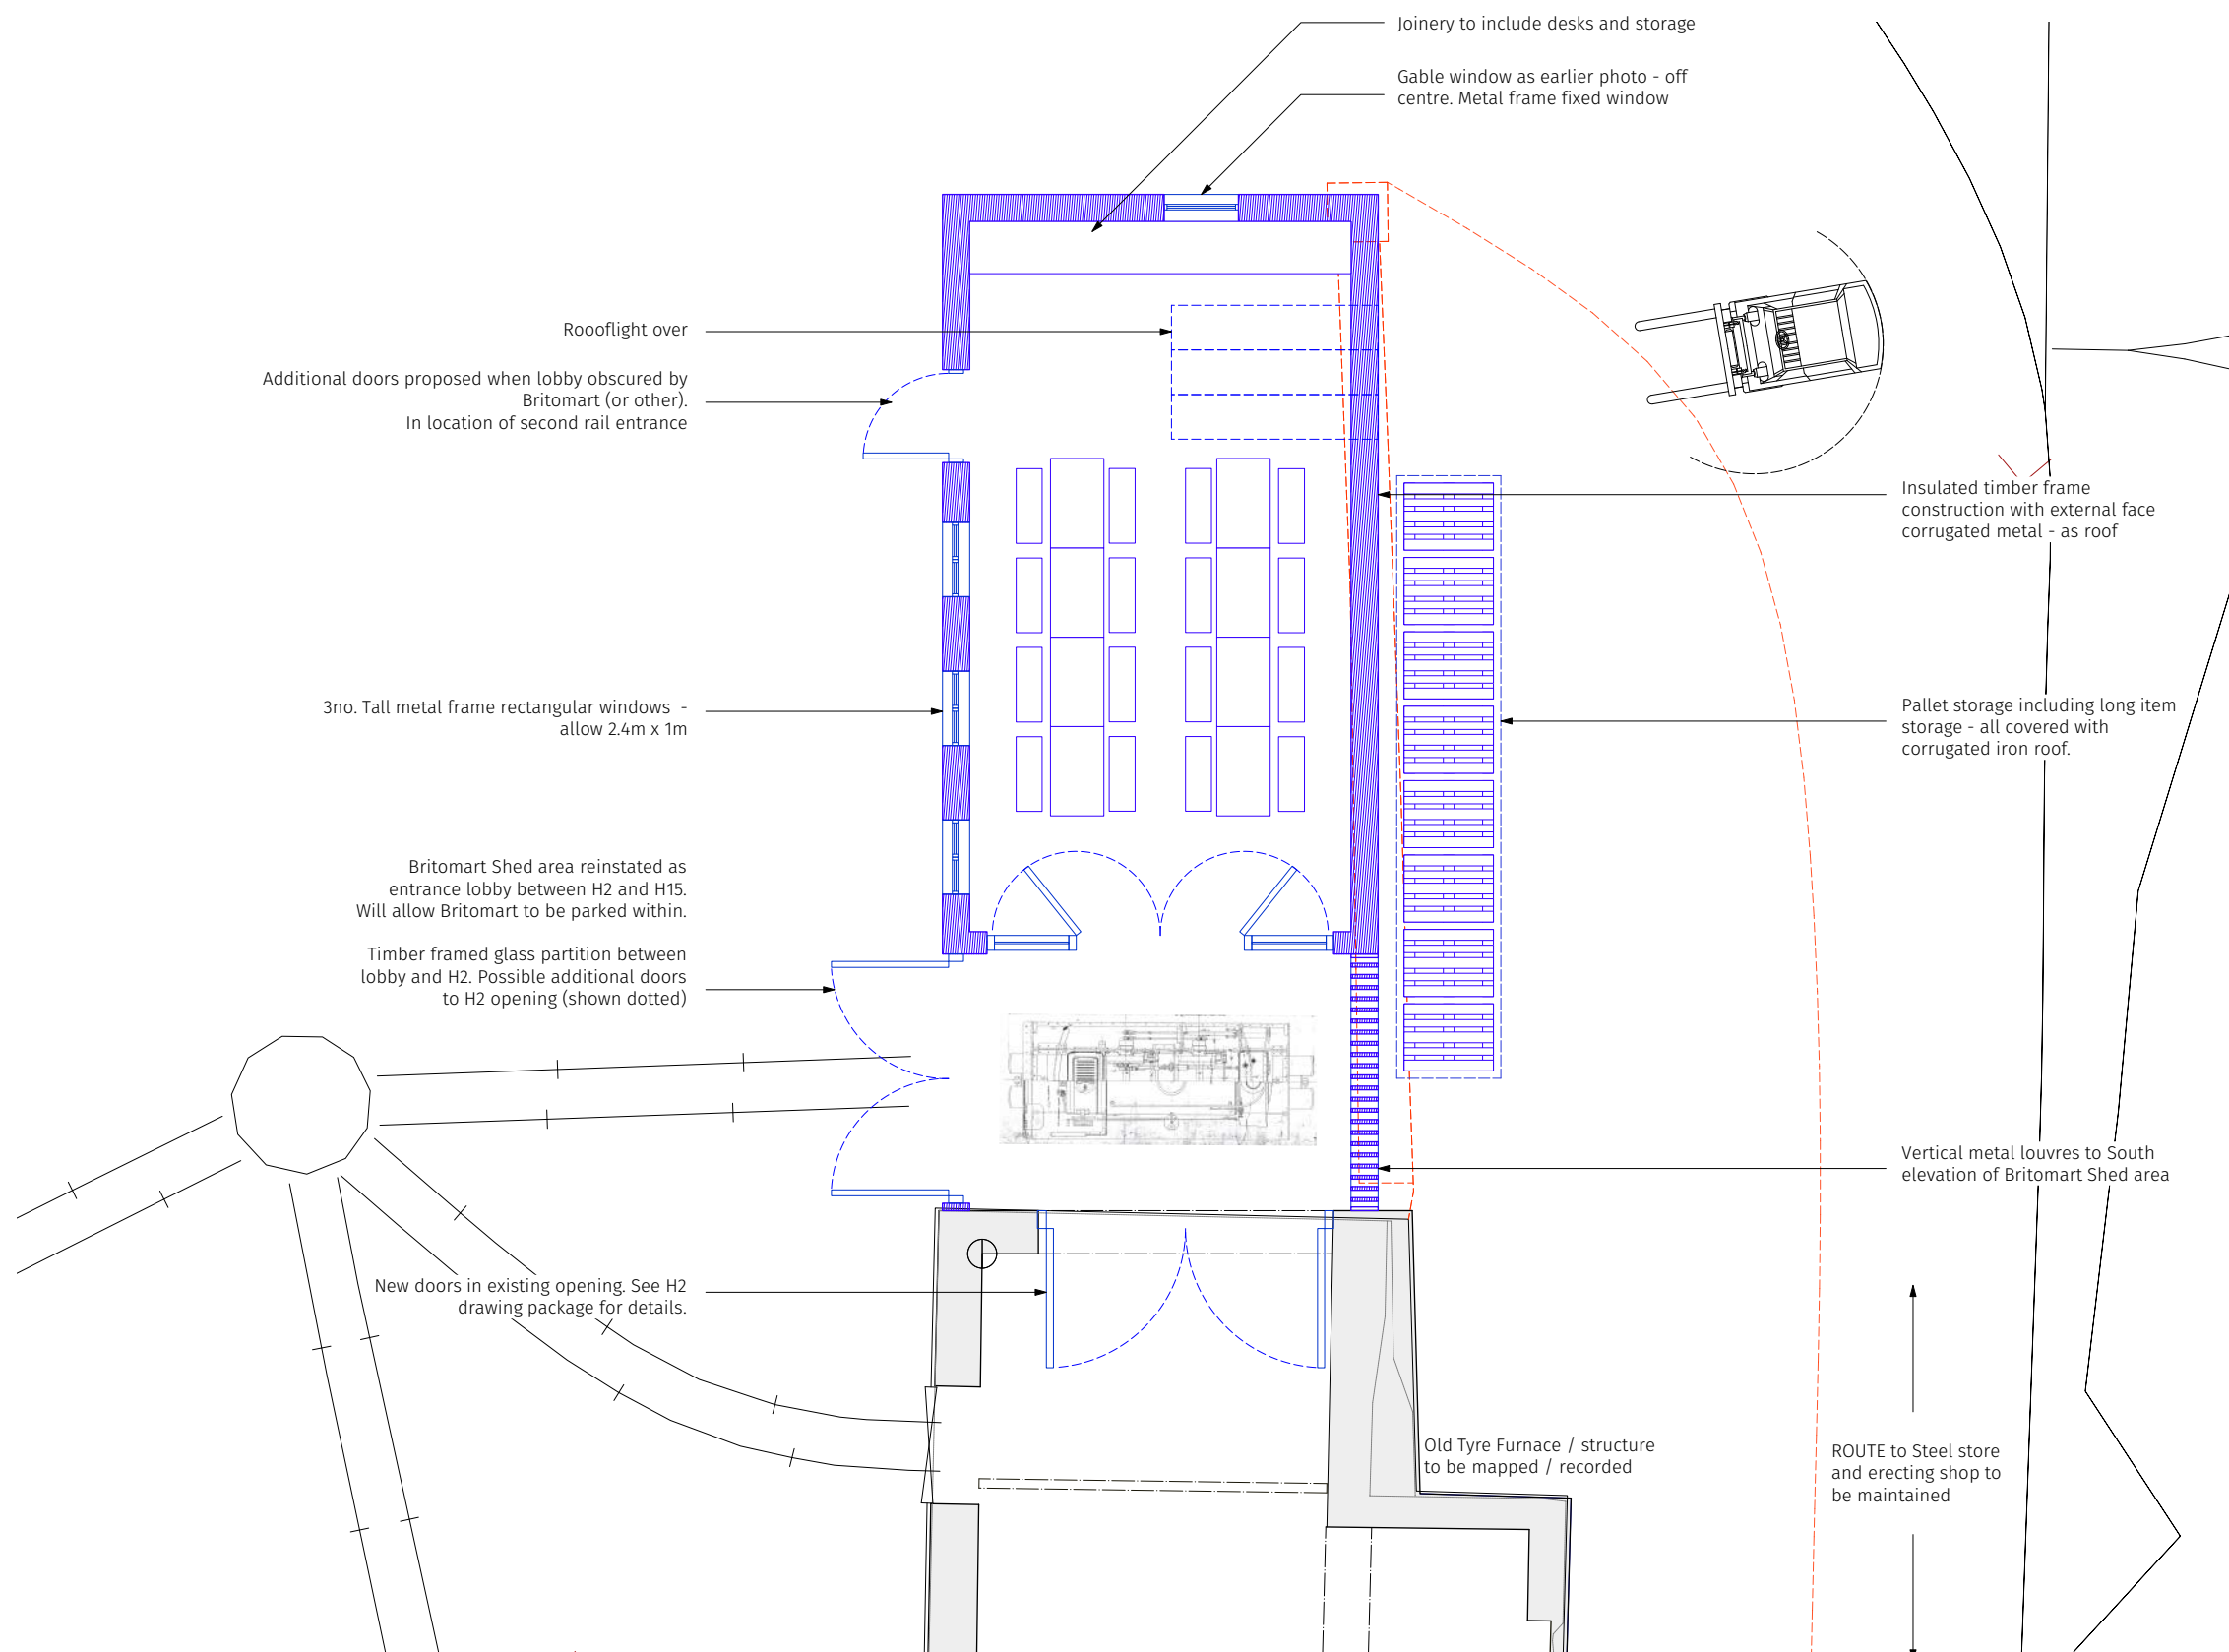 Joinery to include desks and storage
Gable window as earlier photo - off
centre. Metal frame fixed window
Roooflight over
Additional doors proposed when lobby obscured by
Britomart (or other).
In location of second rail entrance
Insulated timber frame
construction with external face
corrugated metal - as roof
3no. Tall metal frame rectangular windows -
allow 2.4m x 1m
Pallet storage including long item
storage - all covered with
corrugated iron roof.
Britomart Shed area reinstated as
entrance lobby between H2 and H15.
Will allow Britomart to be parked within.
Timber framed glass partition between
lobby and H2. Possible additional doors
to H2 opening (shown dotted)
Vertical metal louvres to South
elevation of Britomart Shed area
New doors in existing opening. See H2
drawing package for details.
Old Tyre Furnace / structure
to be mapped / recorded
ROUTE to Steel store
and erecting shop to
be maintained